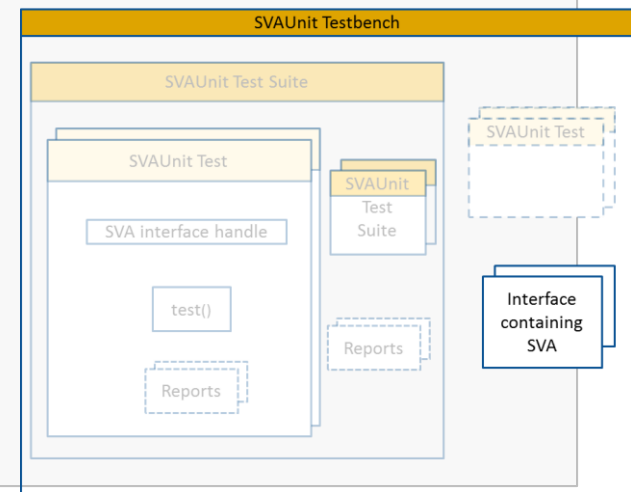 SVAUnit Testbench
SVAUnit Test Suite
SVAUnit Test
SVA interface handle
test()
Reports
SVAUnit
Test
Suite
Reports
SVAUnit Test
Interface
containing
SVA